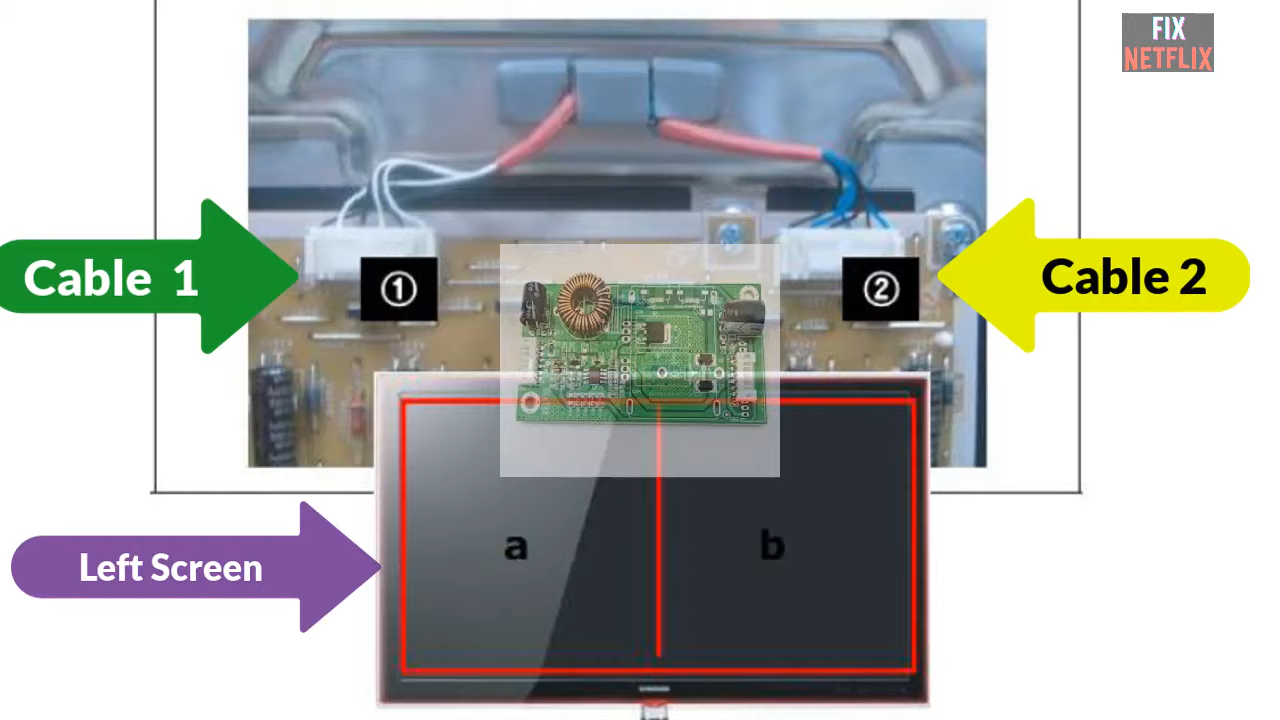 FIX
NETFLIX
Cable 1
①
②
Cable 2
Left Screen
a
b